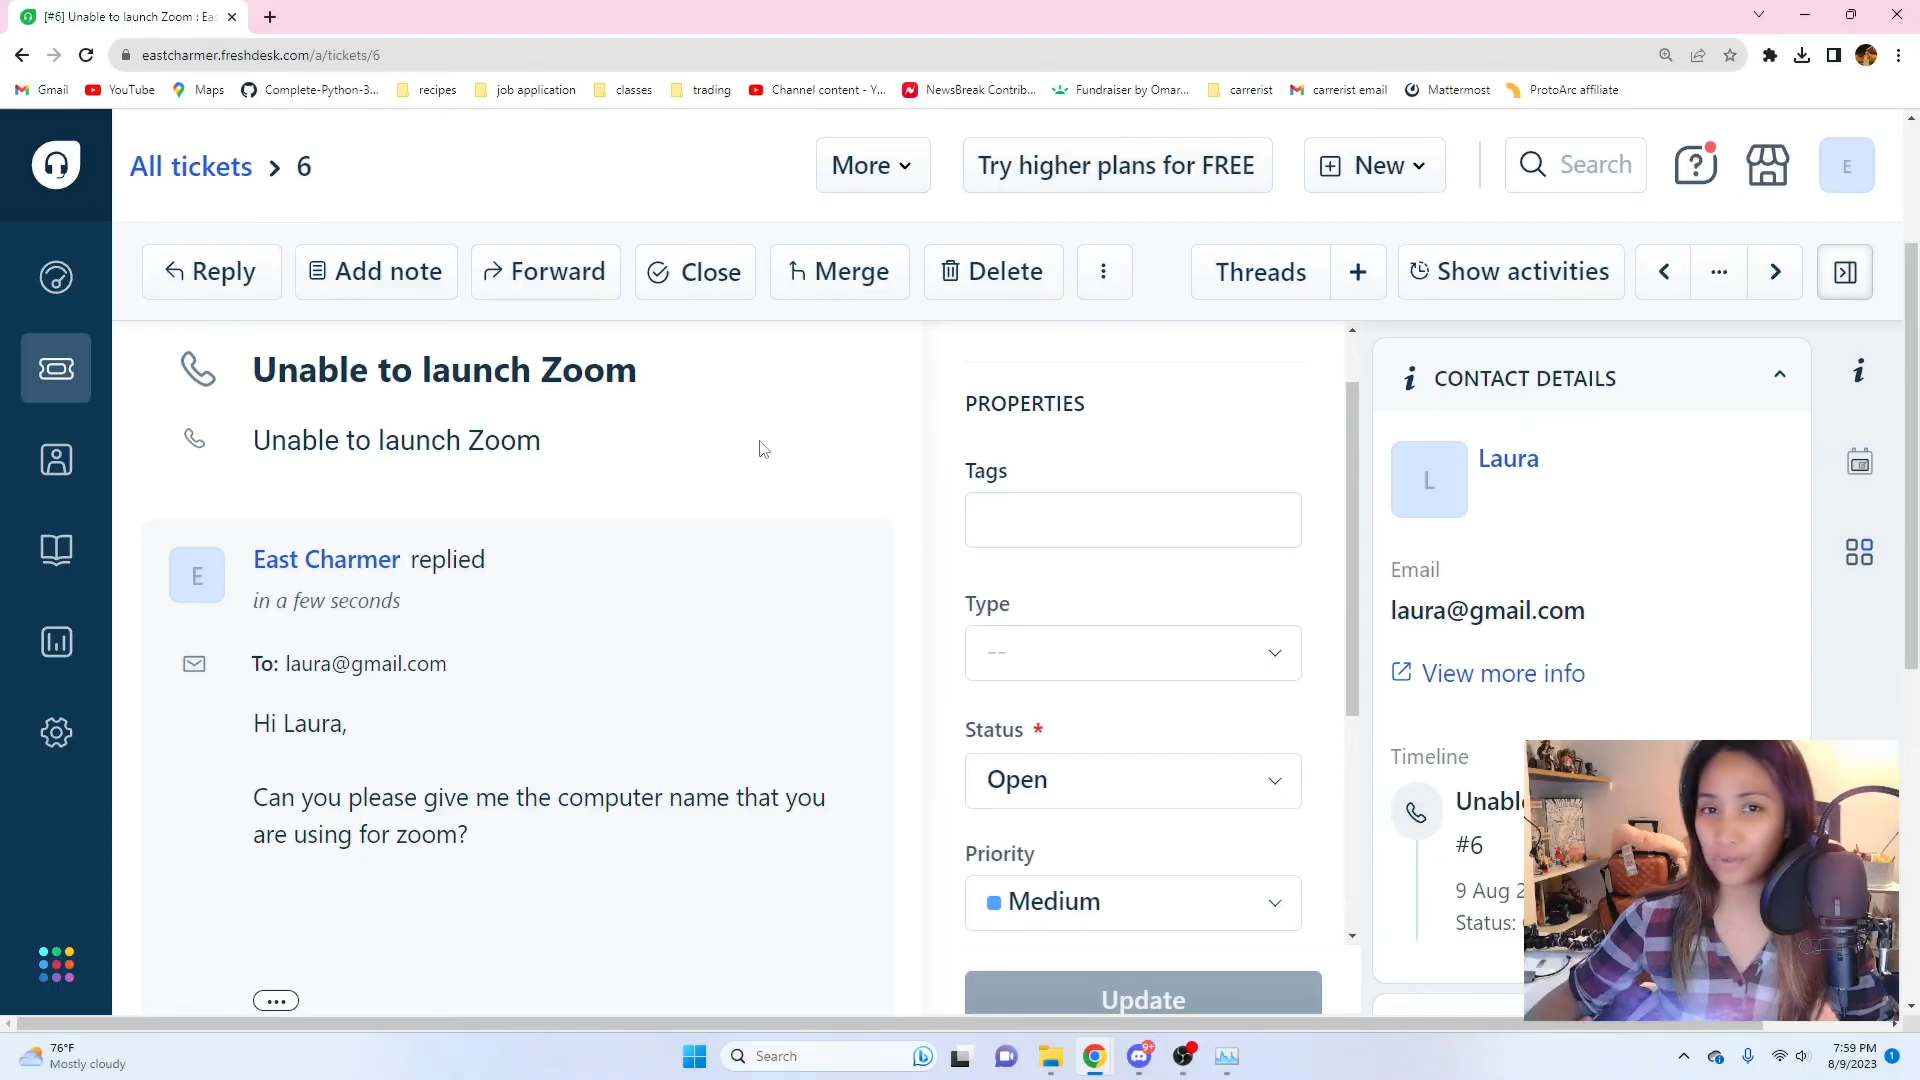 [#6] Unable to launch Zoom : Eas
eastcharmer.freshdesk.com/a/tickets/6
Gmail YouTube Maps Complete-Python-3... recipes job application classes trading Channel content - Y... NewsBreak Contrib... Fundraiser by Omar... carrerist carrerist email Mattermost ProtoArc affiliate
All tickets > 6
More
Try higher plans for FREE
New
Search
E
Reply
Add note
Forward
Close
Merge
Delete
Threads
+
Show activities
Unable to launch Zoom
Unable to launch Zoom
E
East Charmer replied
in a few seconds
To: laura@gmail.com
Hi Laura,
Can you please give me the computer name that you
are using for zoom?
...
PROPERTIES
Tags
Type
--
Status *
Open
Priority
Medium
Update
CONTACT DETAILS
L
Laura
Email
laura@gmail.com
View more info
Timeline
#6
9 Aug
Status:
76°F
Mostly cloudy
Search
9+
7:59 PM
8/9/2023
1